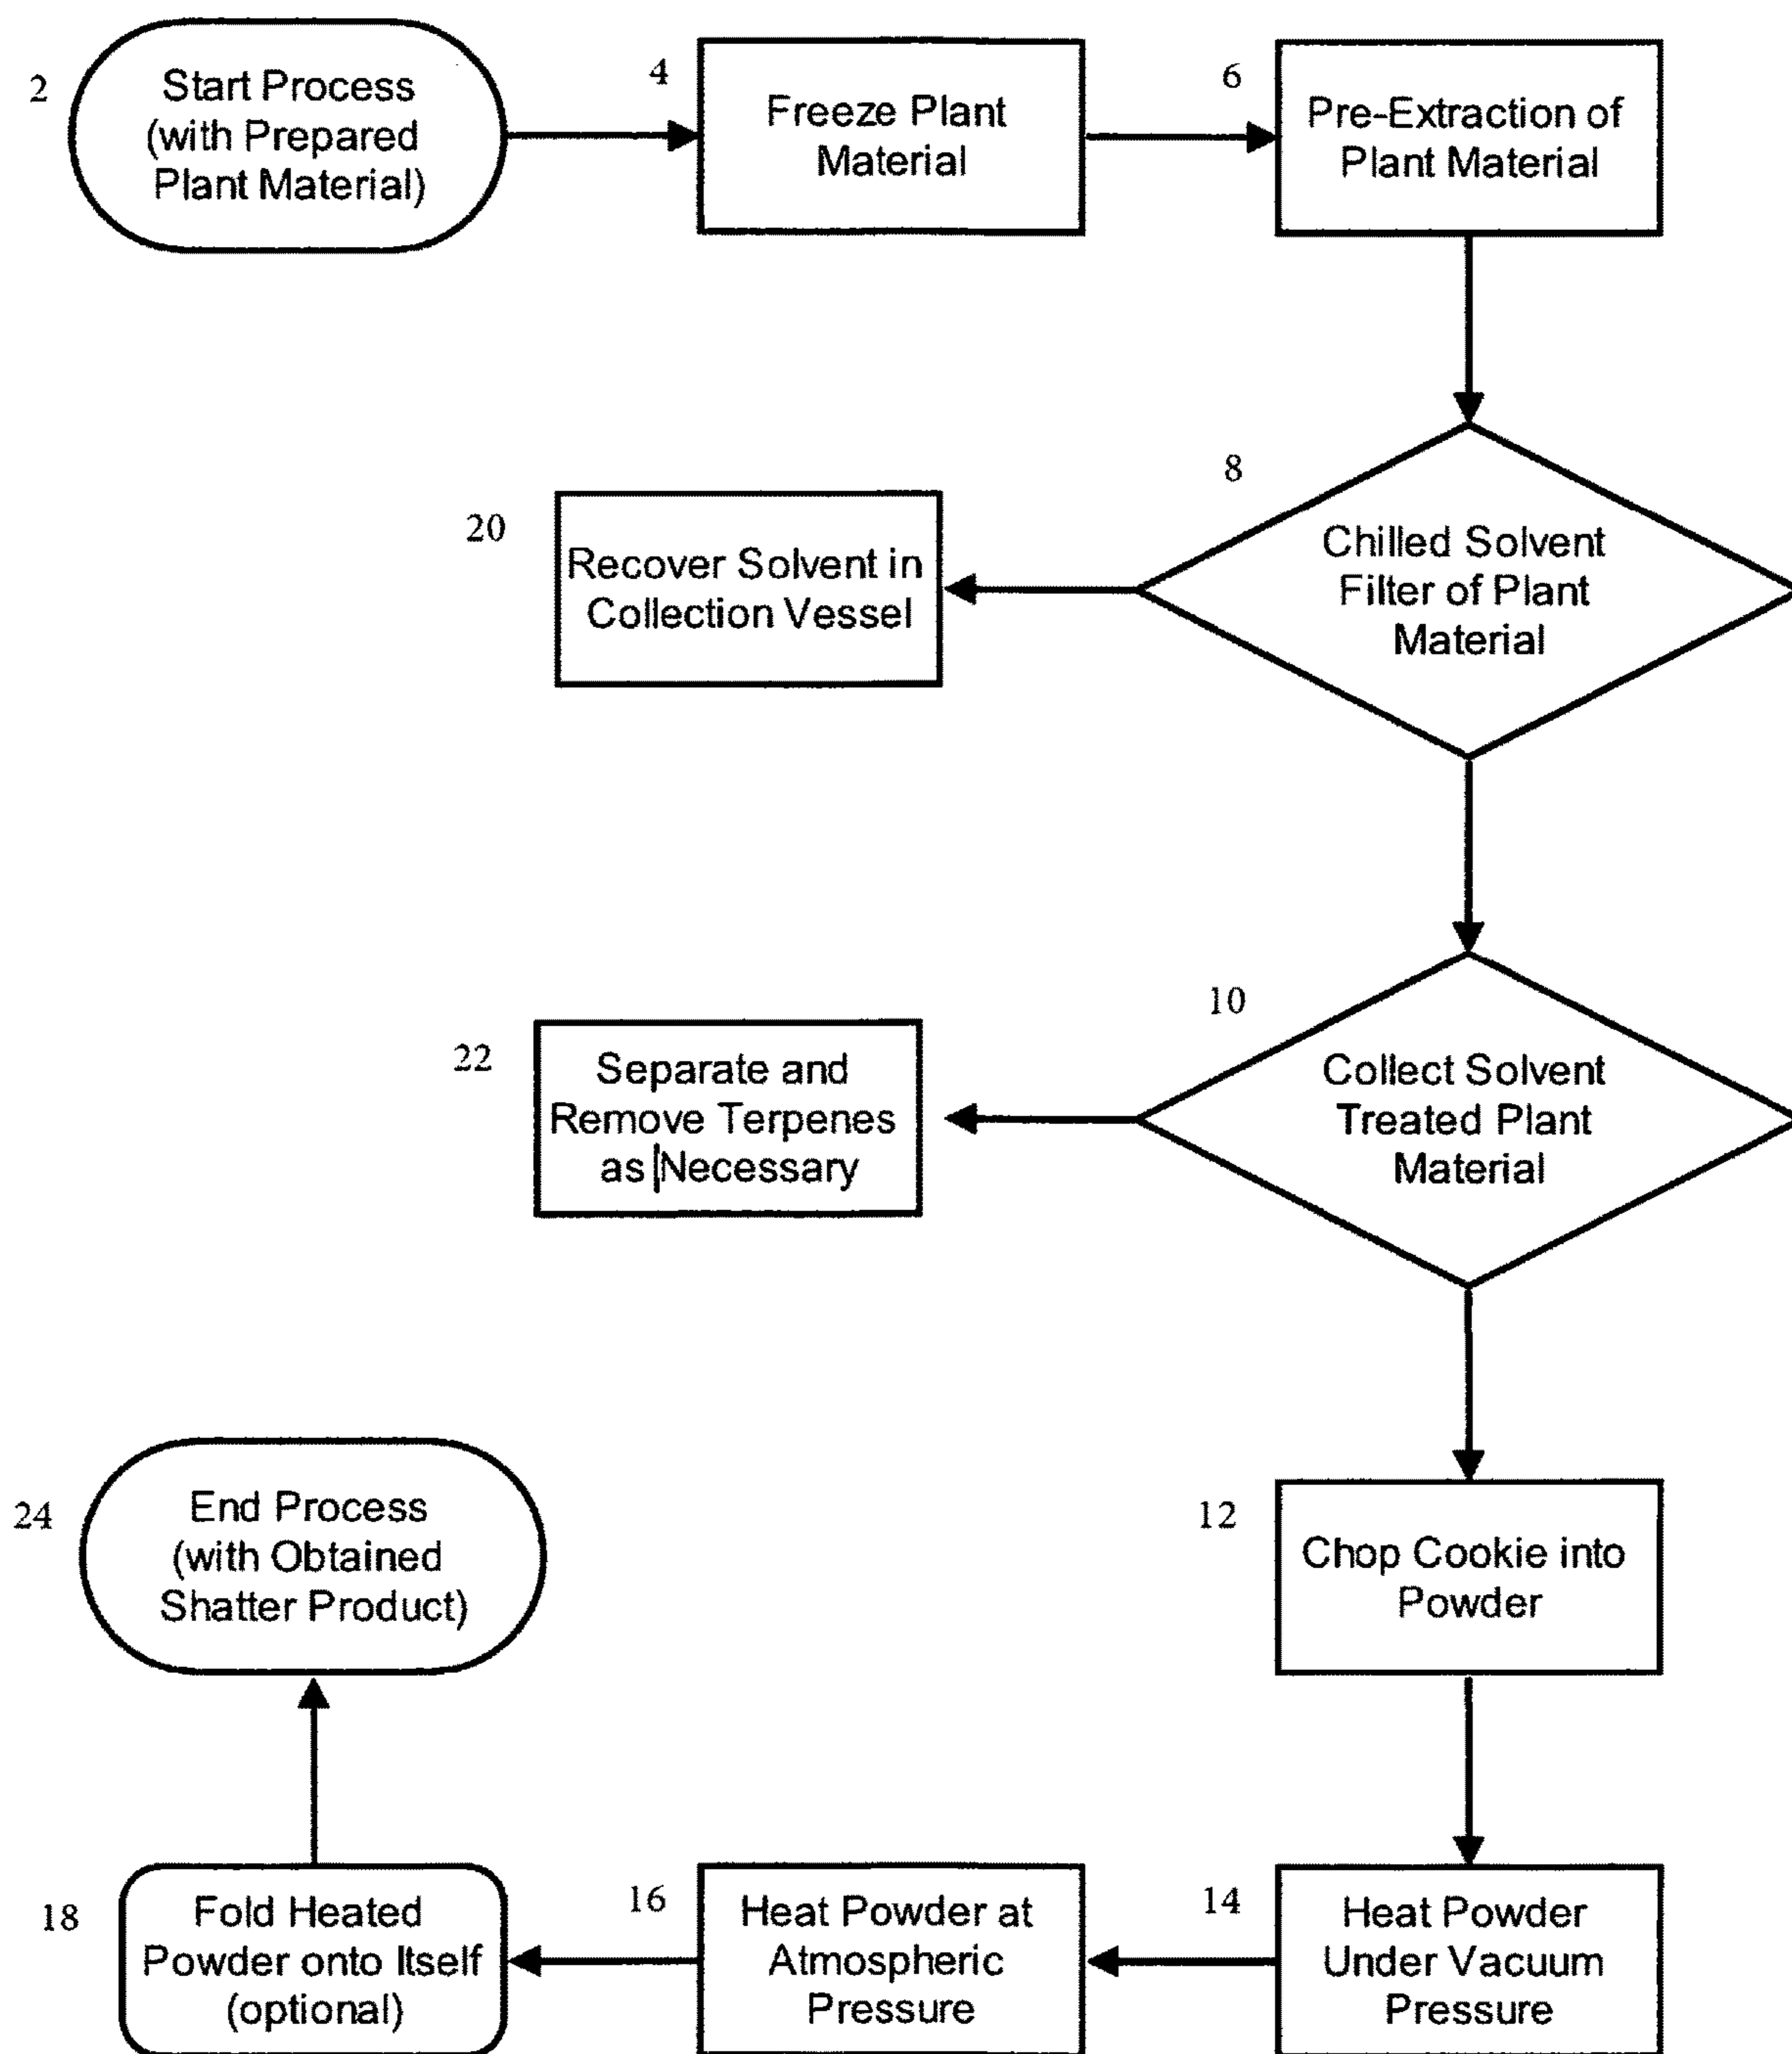 2
Start Process
(with Prepared
Plant Material)
4
Freeze Plant
Material
6
Pre-Extraction of
Plant Material
8
Chilled Solvent
Filter of Plant
Material
20
Recover Solvent in
Collection Vessel
10
Collect Solvent
Treated Plant
Material
22
Separate and
Remove Terpenes
as Necessary
12
Chop Cookie into
Powder
14
Heat Powder
Under Vacuum
Pressure
16
Heat Powder at
Atmospheric
Pressure
18
Fold Heated
Powder onto Itself
(optional)
24
End Process
(with Obtained
Shatter Product)